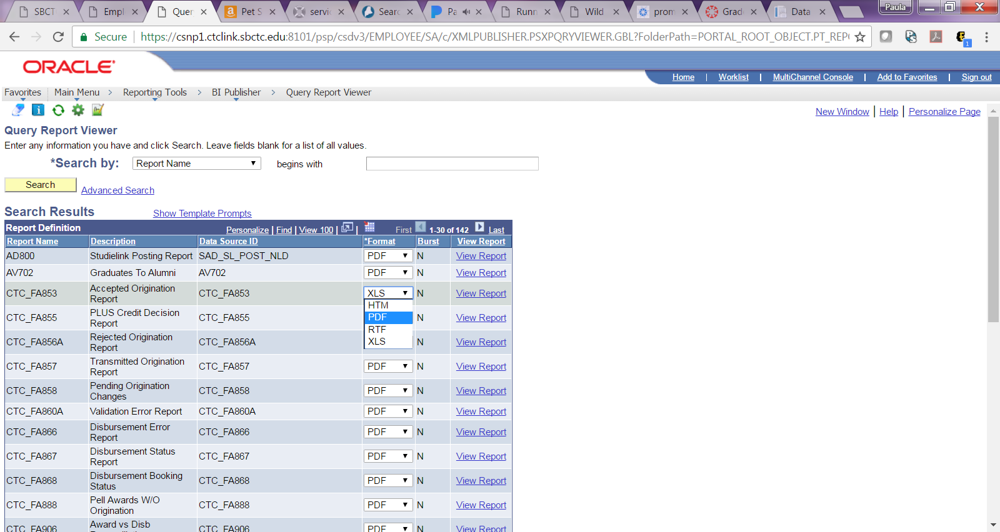 SBCT
Empl
Quer
Pet S
servic
Searc
Pa
Runn
Wild
prom
Grad
Data
Paula
Secure
https://csnp1.ctclink.sbctc.edu:8101/psp/csdv3/EMPLOYEE/SA/c/XMLPUBLISHER.PSXPQRYVIEWER.GBL?FolderPath=PORTAL_ROOT_OBJECT.PT_REPO
1
ORACLE
Home | Worklist | MultiChannel Console | Add to Favorites | Sign out
Favorites Main Menu > Reporting Tools > BI Publisher > Query Report Viewer
New Window | Help | Personalize Page
Query Report Viewer
Enter any information you have and click Search. Leave fields blank for a list of all values.
*Search by: Report Name begins with
Search Advanced Search
Search Results Show Template Prompts
Report Definition Personalize | Find | View 100 | | First 1-30 of 142 Last
Report Name Description Data Source ID *Format Burst View Report
AD800 Studielink Posting Report SAD_SL_POST_NLD PDF N View Report
AV702 Graduates To Alumni AV702 PDF N View Report
CTC_FA853 Accepted Origination Report CTC_FA853 XLS N View Report
HTM
PDF
RTF
XLS
CTC_FA855 PLUS Credit Decision Report CTC_FA855 N View Report
CTC_FA856A Rejected Origination Report CTC_FA856A N View Report
CTC_FA857 Transmitted Origination Report CTC_FA857 PDF N View Report
CTC_FA858 Pending Origination Changes CTC_FA858 PDF N View Report
CTC_FA860A Validation Error Report CTC_FA860A PDF N View Report
CTC_FA866 Disbursement Error Report CTC_FA866 PDF N View Report
CTC_FA867 Disbursement Status Report CTC_FA867 PDF N View Report
CTC_FA868 Disbursement Booking Status CTC_FA868 PDF N View Report
CTC_FA888 Pell Awards W/O Origination CTC_FA888 PDF N View Report
CTC_FA906 Award vs Disb CTC_FA906 PDF N View Report